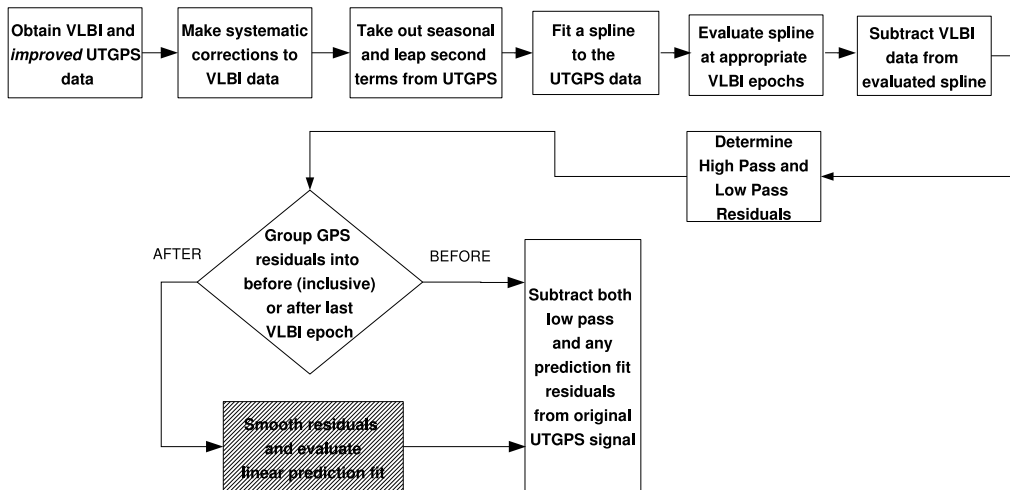 Obtain VLBI and
improved UTGPS
data
Make systematic
corrections to
VLBI data
Take out seasonal
and leap second
terms from UTGPS
Fit a spline
to the
UTGPS data
Evaluate spline
at appropriate
VLBI epochs
Subtract VLBI
data from
evaluated spline
Determine
High Pass and
Low Pass
Residuals
Group GPS
residuals into
before (inclusive)
or after last
VLBI epoch
AFTER
BEFORE
Subtract both
low pass
and any
prediction fit
residuals
from original
UTGPS signal
Smooth residuals
and evaluate
linear prediction fit